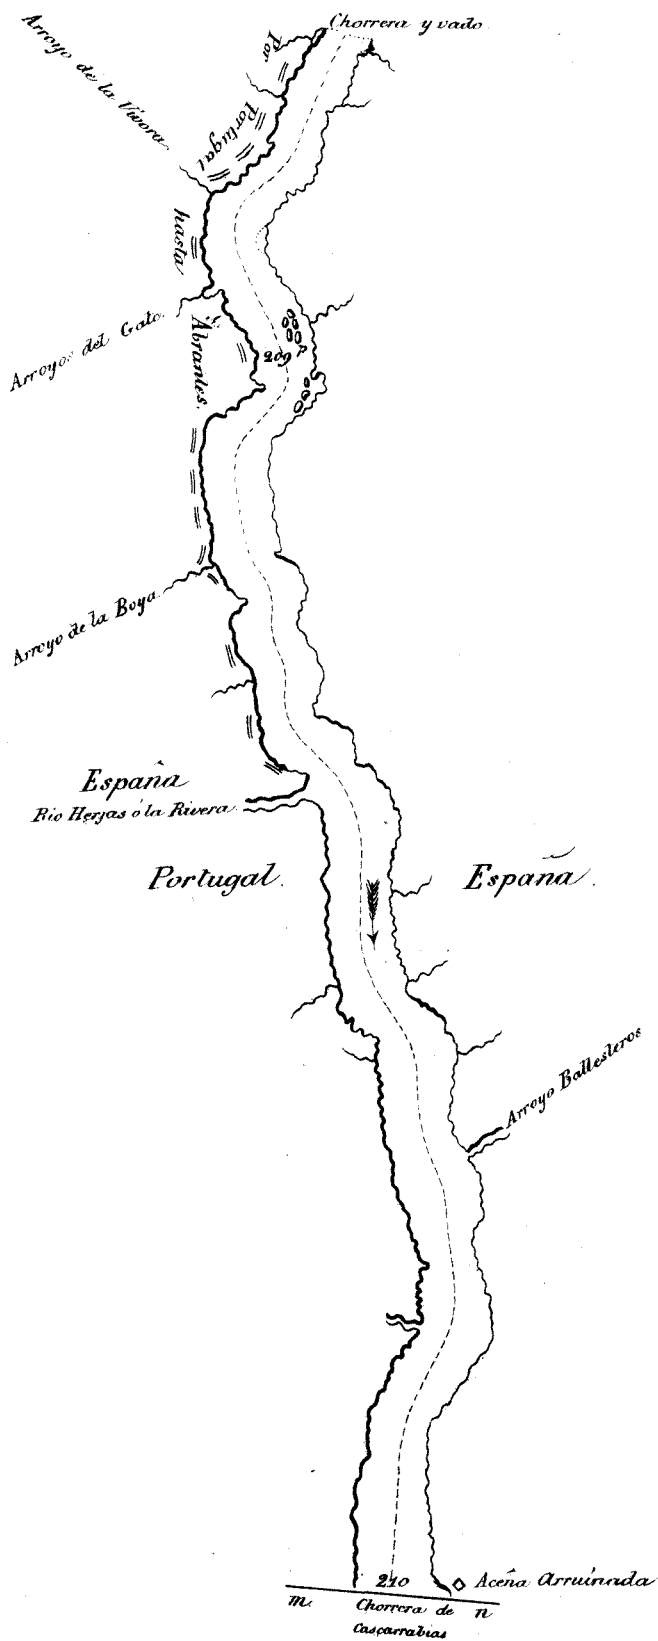 Chorrera y vado
Arroyo de la Vivora
Por
Portugal
hasta
Abrantes.
Arroyos del Gato.
209
Arroyo de la Boya.
España
Rio Herjas ó la Rivera
Portugal.
España.
Arroyo Ballesteros
210
Aceña Arruinada
m.
Chorrera de
n
Cascarrabias